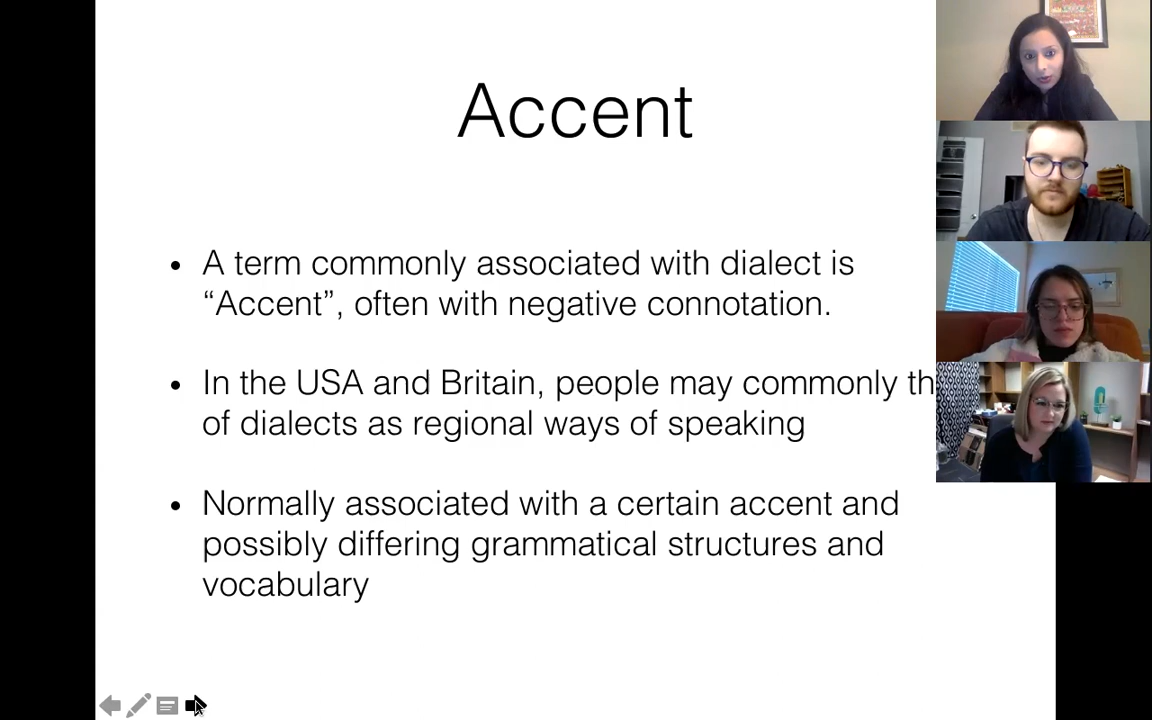 Accent
• A term commonly associated with dialect is
“Accent”, often with negative connotation.
• In the USA and Britain, people may commonly th
of dialects as regional ways of speaking
• Normally associated with a certain accent and
possibly differing grammatical structures and
vocabulary